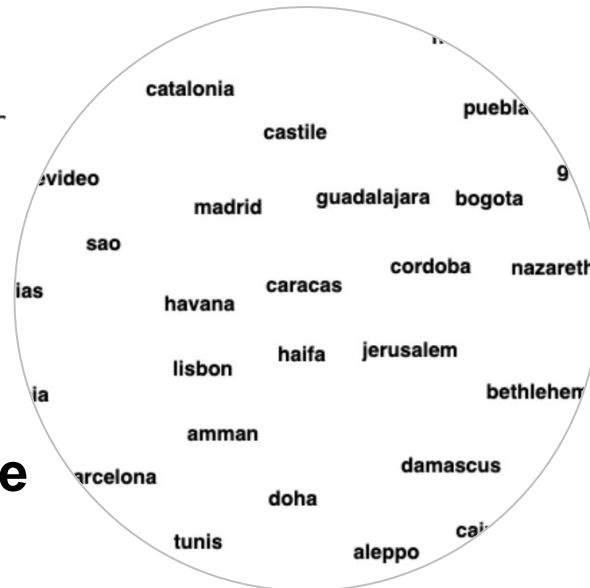 catalonia
puebla
castile
evideo
madrid
guadalajara
bogota
sao
cordoba
nazareth
ias
caracas
havana
haifa
jerusalem
lisbon
ia
bethlehem
amman
damascus
arcelona
e
doha
tunis
aleppo